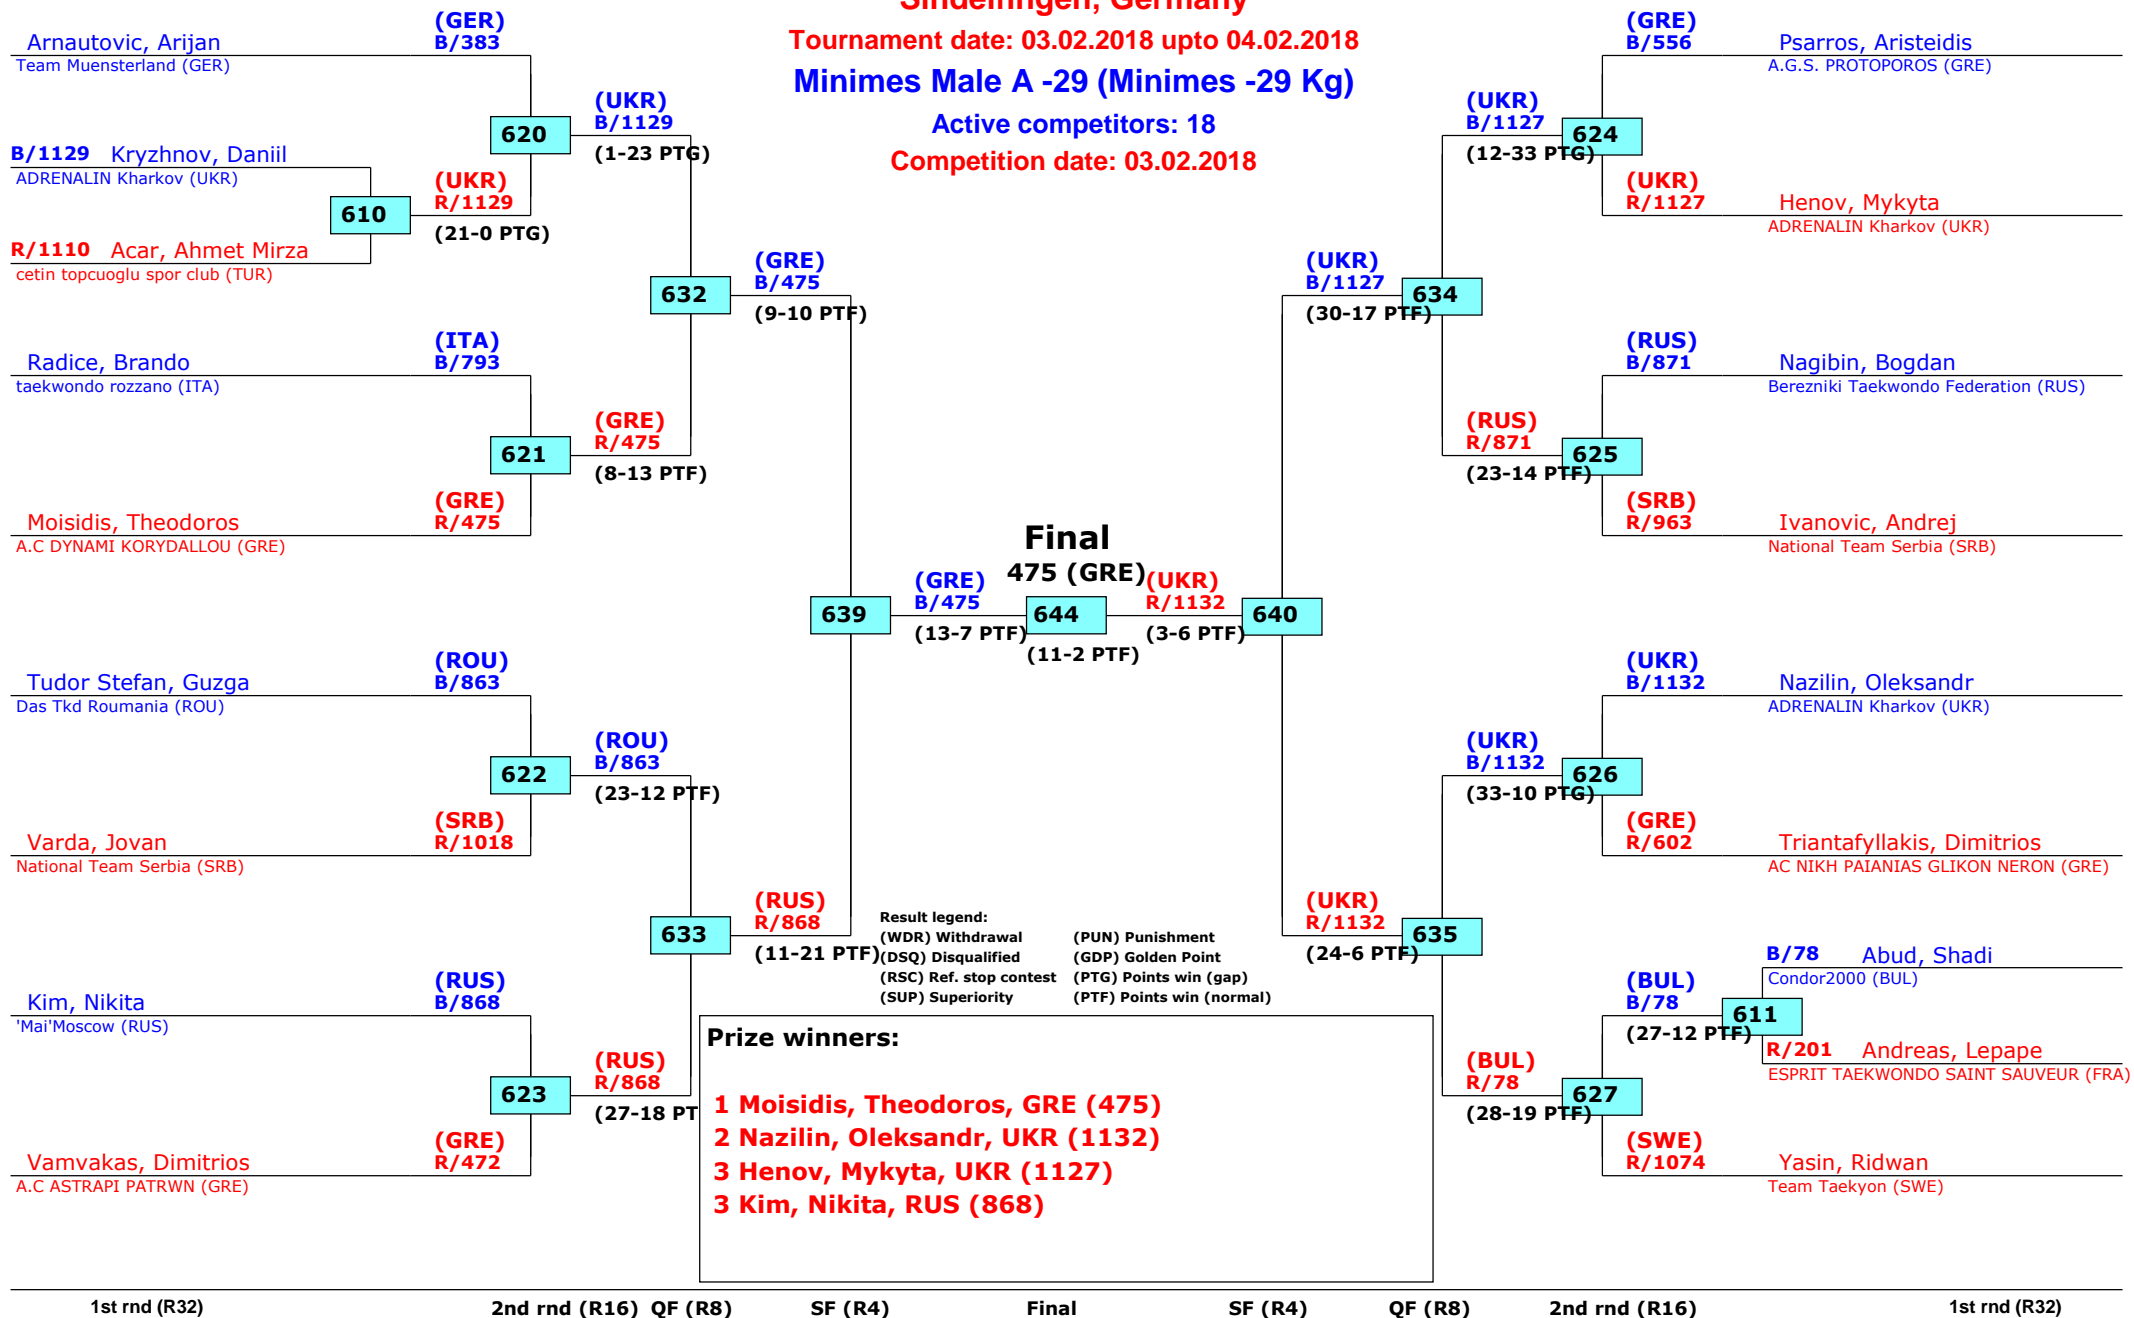 Sindelfingen, Germany
Tournament date: 03.02.2018 upto 04.02.2018
Minimes Male A -29 (Minimes -29 Kg)
Active competitors: 18
Competition date: 03.02.2018
Arnautovic, Arijan
Team Muensterland (GER)
(GER)
B/383
B/1129 Kryzhnov, Daniil
ADRENALIN Kharkov (UKR)
R/1110 Acar, Ahmet Mirza
cetin topcuoglu spor club (TUR)
610
(UKR)
R/1129
(21-0 PTG)
620
(UKR)
B/1129
(1-23 PTG)
Radice, Brando
taekwondo rozzano (ITA)
(ITA)
B/793
Moisidis, Theodoros
A.C DYNAMI KORYDALLOU (GRE)
(GRE)
R/475
621
(GRE)
R/475
(8-13 PTF)
632
(GRE)
B/475
(9-10 PTF)
Tudor Stefan, Guzga
Das Tkd Roumania (ROU)
(ROU)
B/863
Varda, Jovan
National Team Serbia (SRB)
(SRB)
R/1018
622
(ROU)
B/863
(23-12 PTF)
Kim, Nikita
'Mai'Moscow (RUS)
(RUS)
B/868
Vamvakas, Dimitrios
A.C ASTRAPI PATRWN (GRE)
(GRE)
R/472
623
(RUS)
R/868
(27-18 PT
633
(RUS)
R/868
(11-21 PTF)
639
(GRE)
B/475
(13-7 PTF)
Final
475 (GRE)
644
(11-2 PTF)
(UKR)
R/1132
(3-6 PTF)
640
(UKR)
B/1127
(30-17 PTF)
634
(UKR)
B/1127
(12-33 PTG)
624
(GRE)
B/556
Psarros, Aristeidis
A.G.S. PROTOPOROS (GRE)
(UKR)
R/1127
Henov, Mykyta
ADRENALIN Kharkov (UKR)
(RUS)
R/871
(23-14 PTF)
625
(RUS)
B/871
Nagibin, Bogdan
Berezniki Taekwondo Federation (RUS)
(SRB)
R/963
Ivanovic, Andrej
National Team Serbia (SRB)
(UKR)
R/1132
(24-6 PTF)
635
(UKR)
B/1132
(33-10 PTG)
626
(UKR)
B/1132
Nazilin, Oleksandr
ADRENALIN Kharkov (UKR)
(GRE)
R/602
Triantafyllakis, Dimitrios
AC NIKH PAIANIAS GLIKON NERON (GRE)
(BUL)
R/78
(28-19 PTF)
627
(BUL)
B/78
(27-12 PTF)
611
B/78 Abud, Shadi
Condor2000 (BUL)
R/201 Andreas, Lepape
ESPRIT TAEKWONDO SAINT SAUVEUR (FRA)
(SWE)
R/1074
Yasin, Ridwan
Team Taekyon (SWE)
Result legend:
(WDR) Withdrawal (PUN) Punishment
(DSQ) Disqualified (GDP) Golden Point
(RSC) Ref. stop contest (PTG) Points win (gap)
(SUP) Superiority (PTF) Points win (normal)
Prize winners:
1 Moisidis, Theodoros, GRE (475)
2 Nazilin, Oleksandr, UKR (1132)
3 Henov, Mykyta, UKR (1127)
3 Kim, Nikita, RUS (868)
1st rnd (R32) 2nd rnd (R16) QF (R8) SF (R4) Final SF (R4) QF (R8) 2nd rnd (R16) 1st rnd (R32)